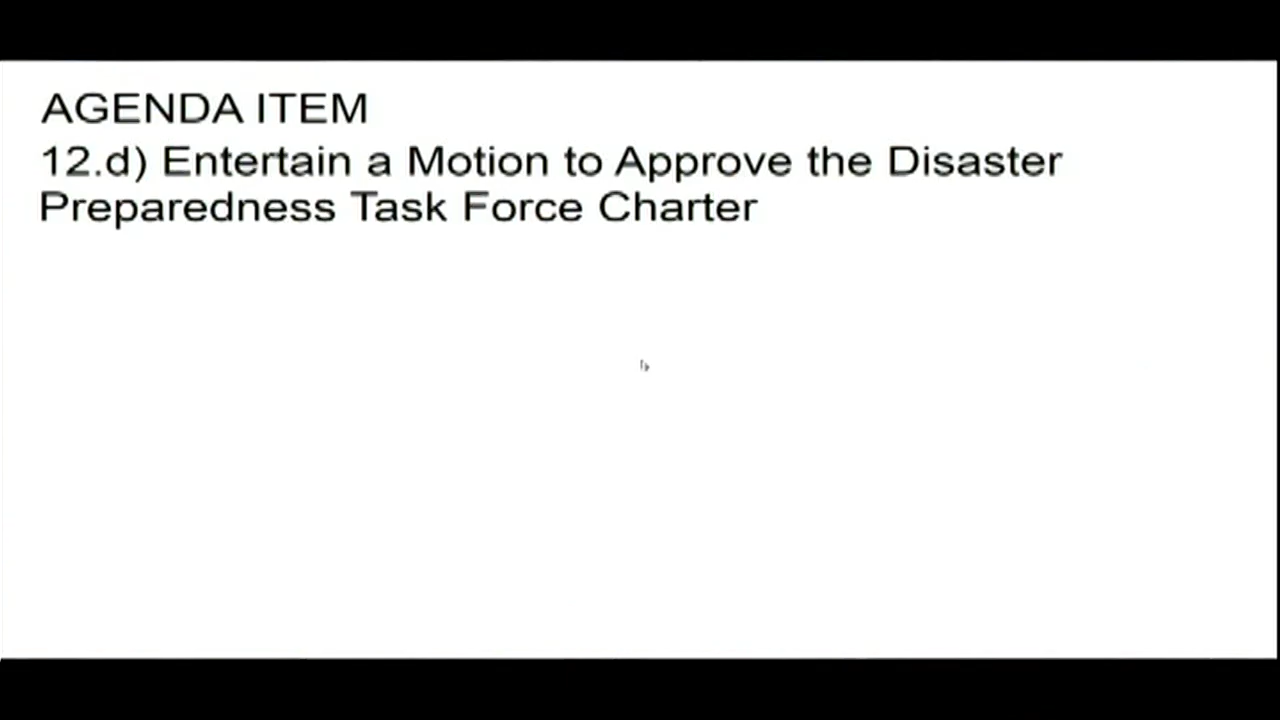 AGENDA ITEM
12.d) Entertain a Motion to Approve the Disaster
Preparedness Task Force Charter